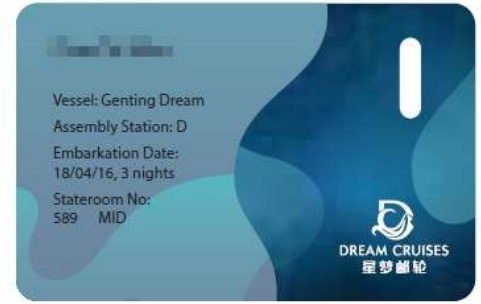 Vessel: Genting Dream
Assembly Station: D
Embarkation Date:
18/04/16, 3 nights
Stateroom No:
589 MID
DREAM CRUISES
星梦邮轮